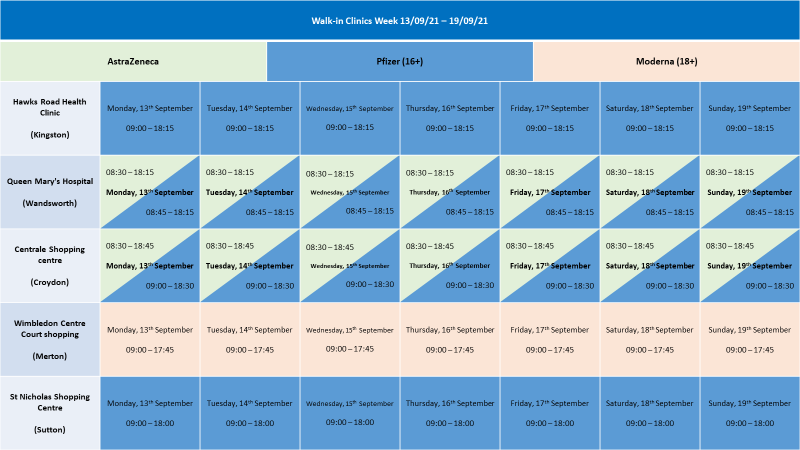 Walk-in Clinics Week 13/09/21 – 19/09/21
AstraZeneca
Pfizer (16+)
Moderna (18+)
Hawks Road Health
Clinic
(Kingston)
Monday, 13th September
09:00 – 18:15
Tuesday, 14th September
09:00 – 18:15
Wednesday, 15th September
09:00 – 18:15
Thursday, 16th September
09:00 – 18:15
Friday, 17th September
09:00 – 18:15
Saturday, 18th September
09:00 – 18:15
Sunday, 19th September
09:00 – 18:15
Queen Mary's Hospital
(Wandsworth)
08:30 – 18:15
Monday, 13th September
08:45 – 18:15
08:30 – 18:15
Tuesday, 14th September
08:45 – 18:15
08:30 – 18:15
Wednesday, 15th September
08:45 – 18:15
08:30 – 18:15
Thursday, 16th September
08:45 – 18:15
08:30 – 18:15
Friday, 17th September
08:45 – 18:15
08:30 – 18:15
Saturday, 18th September
08:45 – 18:15
08:30 – 18:15
Sunday, 19th September
08:45 – 18:15
Centrale Shopping
centre
(Croydon)
08:30 – 18:45
Monday, 13th September
09:00 – 18:30
08:30 – 18:45
Tuesday, 14th September
09:00 – 18:30
08:30 – 18:45
Wednesday, 15th September
09:00 – 18:30
08:30 – 18:45
Thursday, 16th September
09:00 – 18:30
08:30 – 18:45
Friday, 17th September
09:00 – 18:30
08:30 – 18:45
Saturday, 18th September
09:00 – 18:30
08:30 – 18:45
Sunday, 19th September
09:00 – 18:30
Wimbledon Centre
Court shopping
(Merton)
Monday, 13th September
09:00 – 17:45
Tuesday, 14th September
09:00 – 17:45
Wednesday, 15th September
09:00 – 17:45
Thursday, 16th September
09:00 – 17:45
Friday, 17th September
09:00 – 17:45
Saturday, 18th September
09:00 – 17:45
Sunday, 19th September
09:00 – 17:45
St Nicholas Shopping
Centre
(Sutton)
Monday, 13th September
09:00 – 18:00
Tuesday, 14th September
09:00 – 18:00
Wednesday, 15th September
09:00 – 18:00
Thursday, 16th September
09:00 – 18:00
Friday, 17th September
09:00 – 18:00
Saturday, 18th September
09:00 – 18:00
Sunday, 19th September
09:00 – 18:00